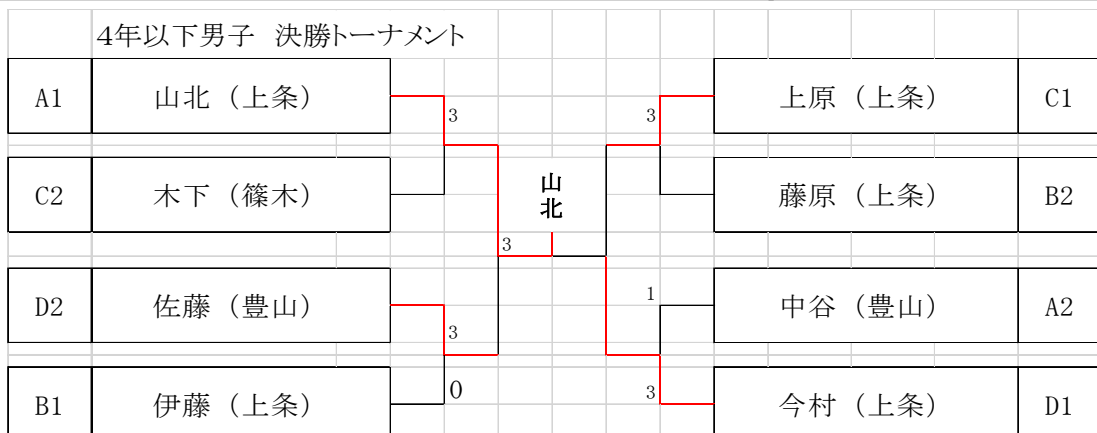 4年以下男子 決勝トーナメント
A1 山北（上条） 3 3 上原（上条） C1
C2 木下（篠木） 山北 藤原（上条） B2
3
D2 佐藤（豊山） 3 1 中谷（豊山） A2
B1 伊藤（上条） 0 3 今村（上条） D1